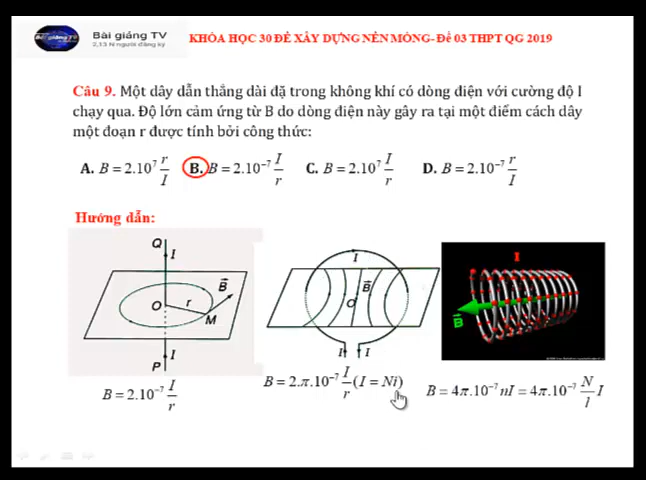 Bài giảng TV
2,13 N người đăng ký
KHÓA HỌC 30 ĐỀ XÂY DỰNG NỀN MÓNG- Đề 03 THPT QG 2019
Câu 9. Một dây dẫn thẳng dài đặ trong không khí có dòng điện với cường độ I
chạy qua. Độ lớn cảm ứng từ B do dòng điện này gây ra tại một điểm cách dây
một đoạn r được tính bởi công thức:
A. B = 2.10⁷ r/I B. B = 2.10⁻⁷ I/r C. B = 2.10⁷ I/r D. B = 2.10⁻⁷ r/I
Hướng dẫn:
Q I
B⃗
O r M
I
P
I
O B⃗
I I
I
B⃗
B = 2.10⁻⁷ I/r
B = 2.π.10⁻⁷ I/r (I = Ni)
B = 4π.10⁻⁷ nI = 4π.10⁻⁷ N/l I